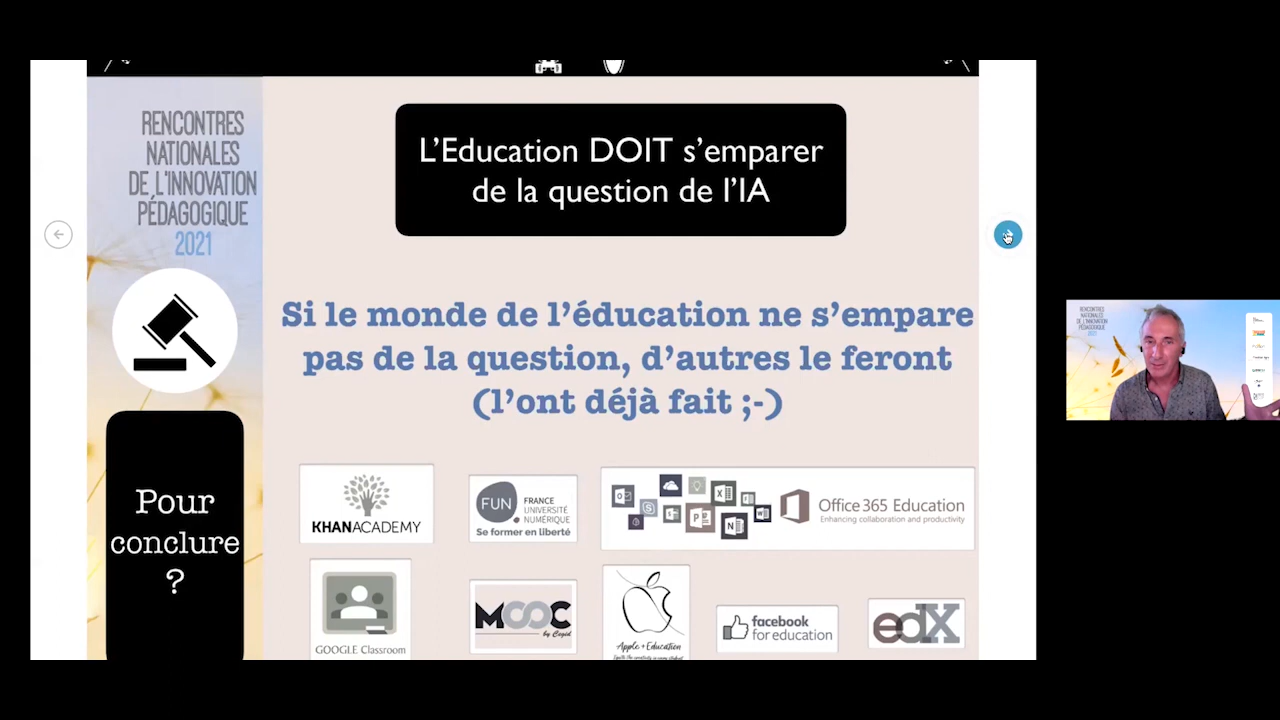 RENCONTRES
NATIONALES
DE L'INNOVATION
PÉDAGOGIQUE
2021
Pour
conclure
?
L'Education DOIT s'emparer
de la question de l'IA
Si le monde de l'éducation ne s'empare
pas de la question, d'autres le feront
(l'ont déjà fait ;-)
KHANACADEMY
FUN
FRANCE
UNIVERSITÉ
NUMÉRIQUE
Se former en liberté
Office 365 Education
Enhancing collaboration and productivity
GOOGLE Classroom
MOOC
by Cegid
Apple + Education
facebook
for education
edX
RENCONTRES
NATIONALES
DE L'INNOVATION
PÉDAGOGIQUE
2021